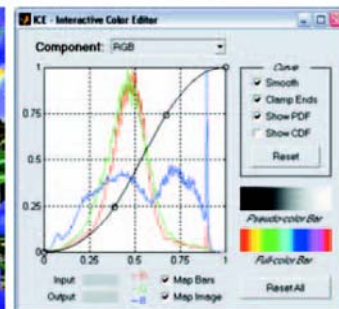 ICE - Interactive Color Editor
Component: RGB
Curve
Smooth
Clamp Ends
Show PDF
Show CDF
Reset
1
0.75
0.5
0.25
0
0 0.25 0.5 0.75 1
Pseudo-color Bar
Full-color Bar
Input
Output
R
G
B
Map Bars
Map Image
Reset All